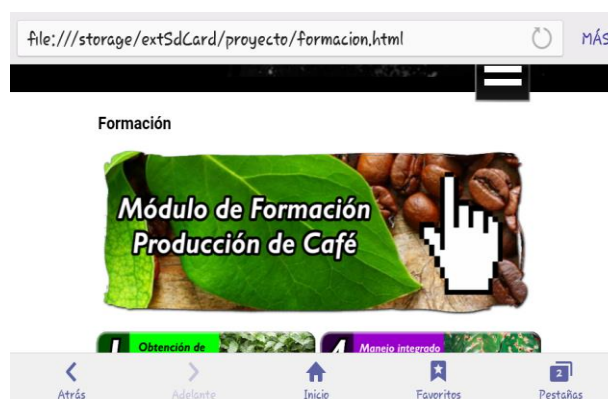 file:///storage/extSdCard/proyecto/formacion.html
MÁS
Formación
Módulo de Formación
Producción de Café
1 Obtención de
4 Manejo integrado
Atrás
Adelante
Inicio
Favoritos
2
Pestañas